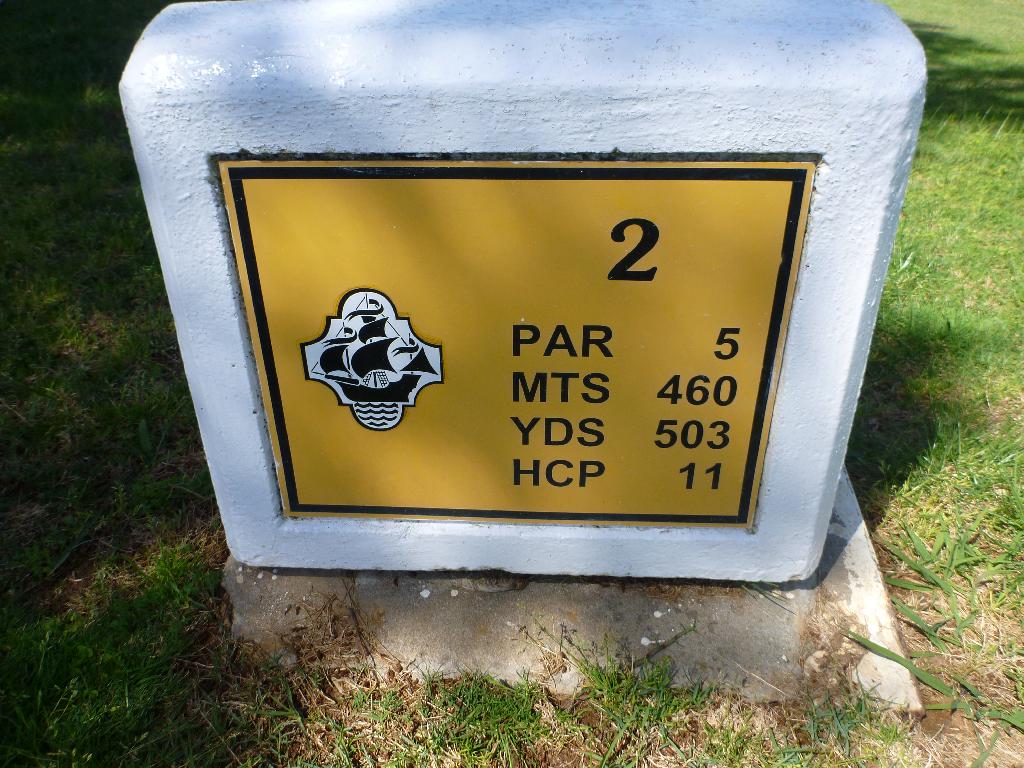 2
PAR 5
MTS 460
YDS 503
HCP 11